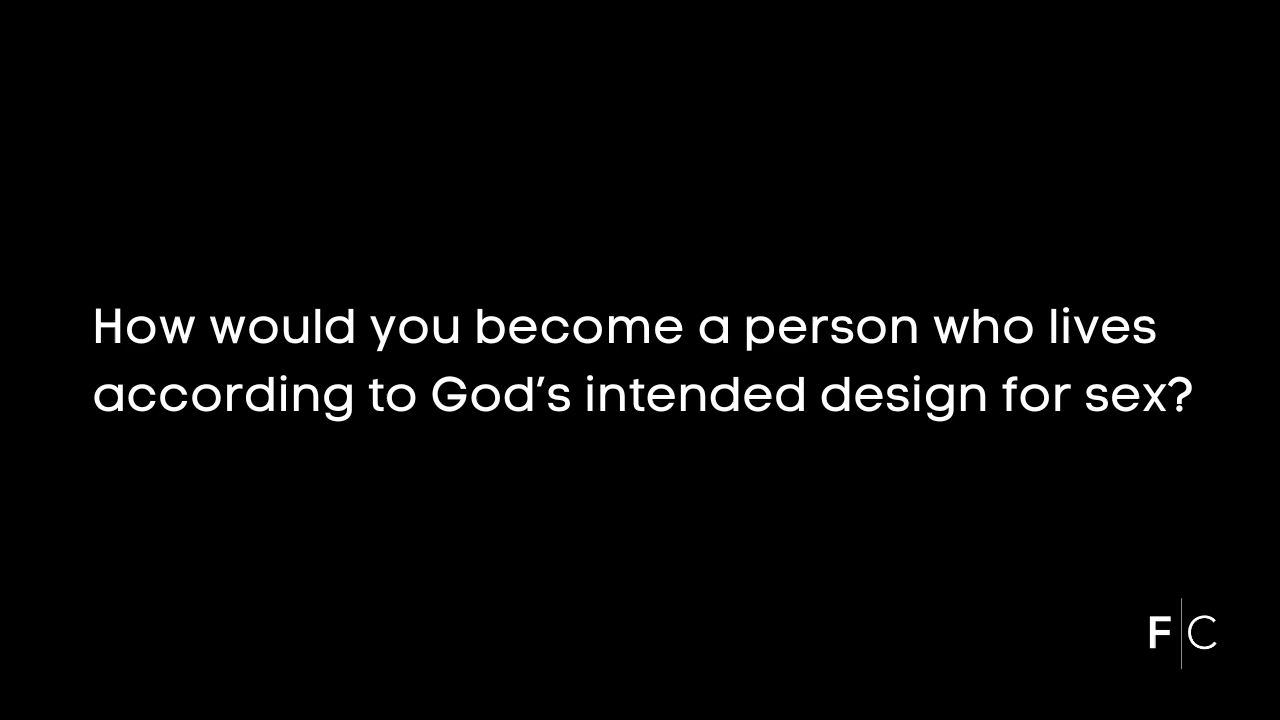 How would you become a person who lives
according to God’s intended design for sex?
F|C